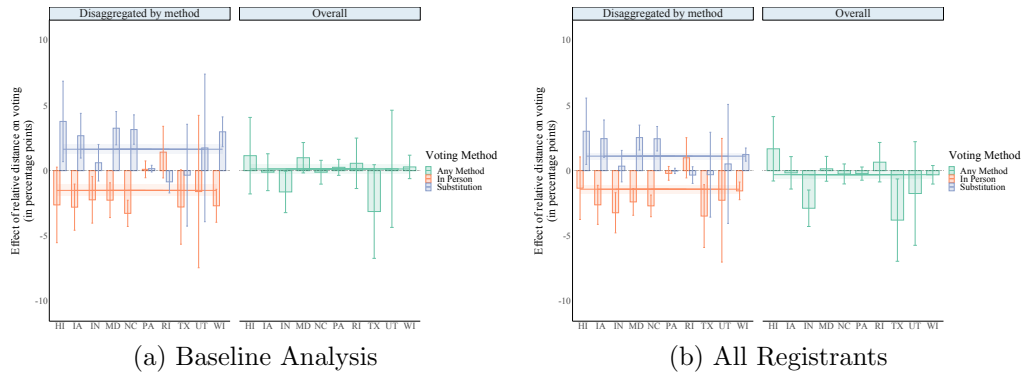 Disaggregated by method
Overall
Effect of relative distance on voting
(in percentage points)
10
5
0
-5
-10
HI IA IN MD NC PA RI TX UT WI
HI IA IN MD NC PA RI TX UT WI
Voting Method
Any Method
In Person
Substitution
(a) Baseline Analysis
Disaggregated by method
Overall
Effect of relative distance on voting
(in percentage points)
10
5
0
-5
-10
HI IA IN MD NC PA RI TX UT WI
HI IA IN MD NC PA RI TX UT WI
Voting Method
Any Method
In Person
Substitution
(b) All Registrants